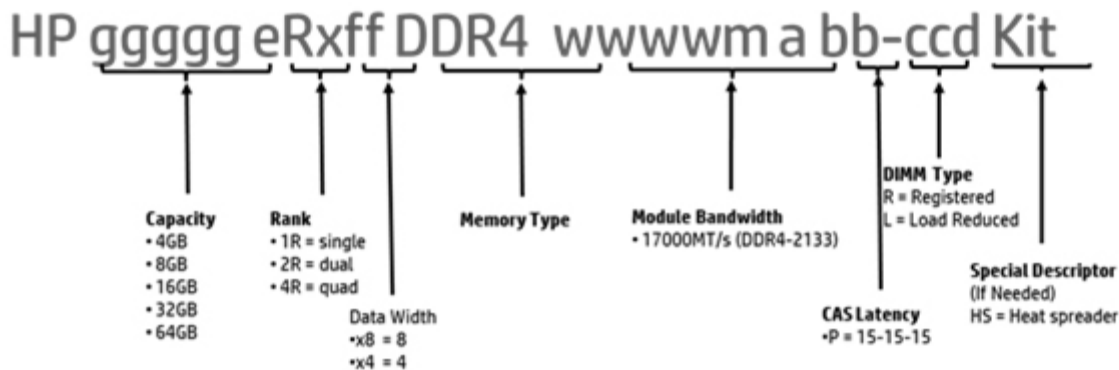 HP ggggg eRxff DDR4 wwwwm a bb-ccd Kit
Capacity
• 4GB
• 8GB
• 16GB
• 32GB
• 64GB
Rank
• 1R = single
• 2R = dual
• 4R = quad
Data Width
•x8 = 8
•x4 = 4
Memory Type
Module Bandwidth
• 17000MT/s (DDR4-2133)
CAS Latency
•P = 15-15-15
DIMM Type
R = Registered
L = Load Reduced
Special Descriptor
(If Needed)
HS = Heat spreader